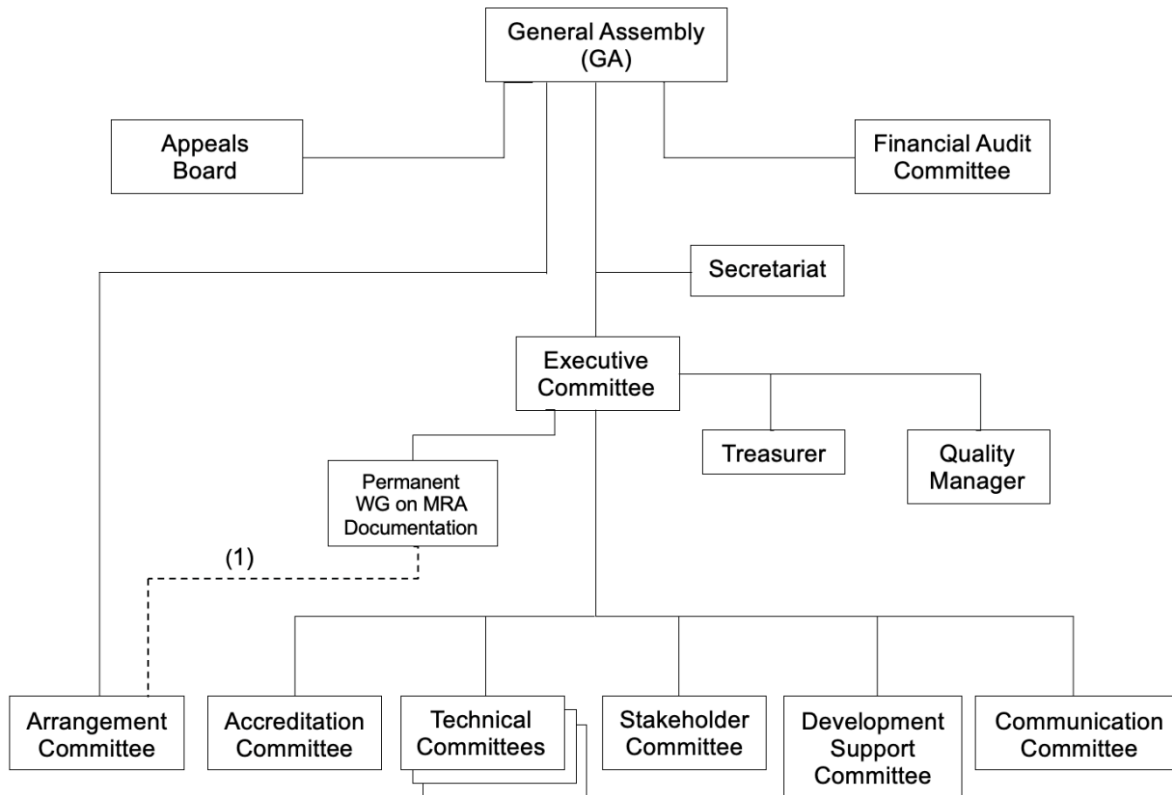 General Assembly
(GA)
Appeals
Board
Financial Audit
Committee
Secretariat
Executive
Committee
Treasurer
Quality
Manager
Permanent
WG on MRA
Documentation
(1)
Arrangement
Committee
Accreditation
Committee
Technical
Committees
Stakeholder
Committee
Development
Support
Committee
Communication
Committee